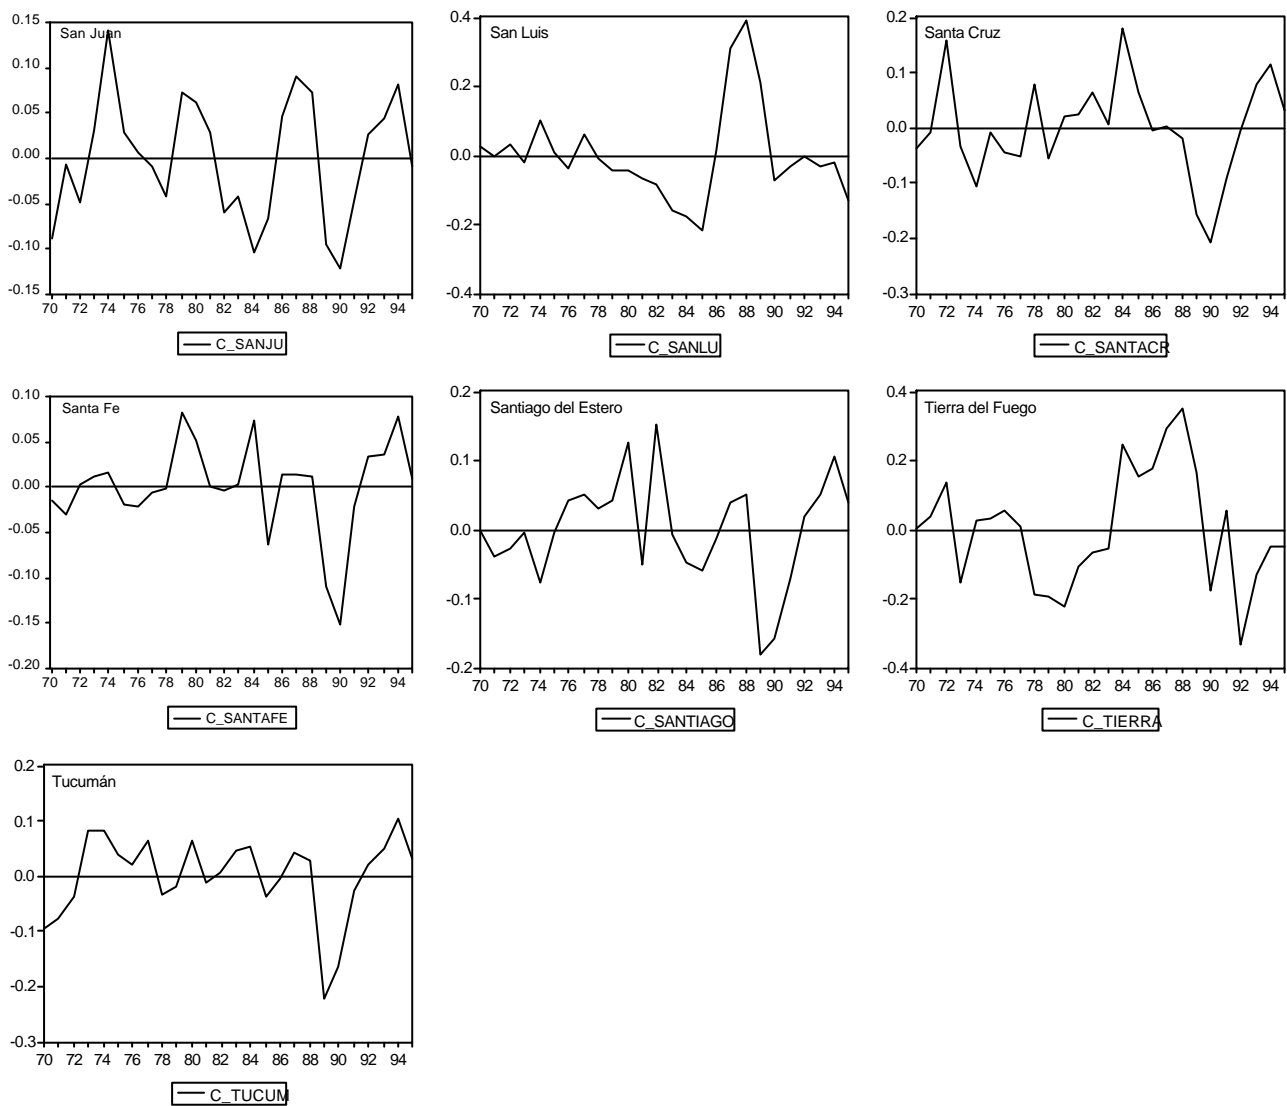 San Juan
0.15
0.10
0.05
0.00
-0.05
-0.10
-0.15
70 72 74 76 78 80 82 84 86 88 90 92 94
C_SANJU
San Luis
0.4
0.2
0.0
-0.2
-0.4
70 72 74 76 78 80 82 84 86 88 90 92 94
C_SANLU
Santa Cruz
0.2
0.1
0.0
-0.1
-0.2
-0.3
70 72 74 76 78 80 82 84 86 88 90 92 94
C_SANTACR
Santa Fe
0.10
0.05
0.00
-0.05
-0.10
-0.15
-0.20
70 72 74 76 78 80 82 84 86 88 90 92 94
C_SANTAFE
Santiago del Estero
0.2
0.1
0.0
-0.1
-0.2
70 72 74 76 78 80 82 84 86 88 90 92 94
C_SANTIAGO
Tierra del Fuego
0.4
0.2
0.0
-0.2
-0.4
70 72 74 76 78 80 82 84 86 88 90 92 94
C_TIERRA
Tucumán
0.2
0.1
0.0
-0.1
-0.2
-0.3
70 72 74 76 78 80 82 84 86 88 90 92 94
C_TUCUM